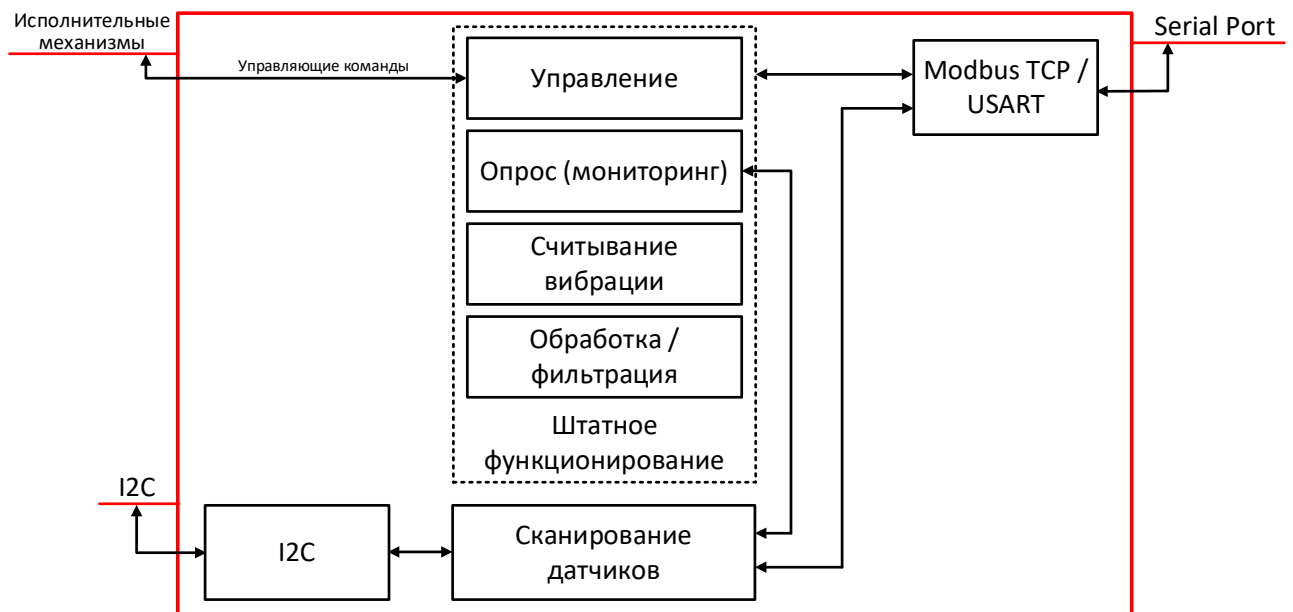 Исполнительные
механизмы
Serial Port
Управляющие команды
Управление
Modbus TCP /
USART
Опрос (мониторинг)
Считывание
вибрации
Обработка /
фильтрация
Штатное
функционирование
I2C
I2C
Сканирование
датчиков